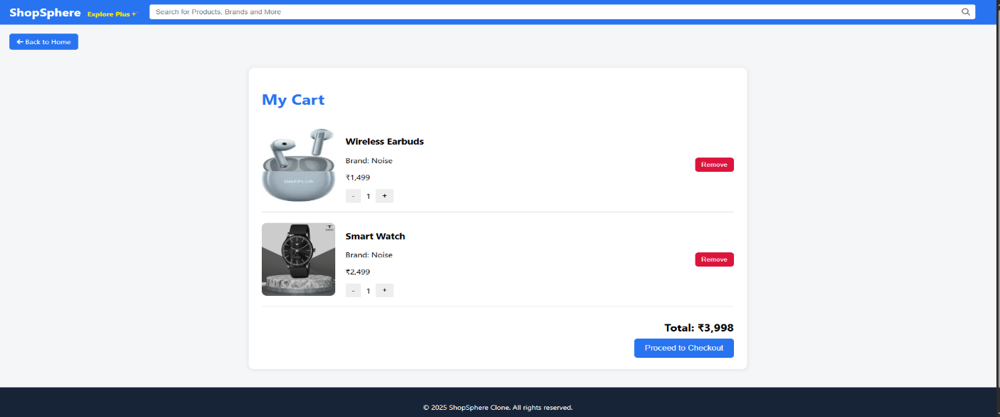 ShopSphere Explore Plus
Search for Products, Brands and More
← Back to Home
My Cart
ONEPLUS
Wireless Earbuds
Brand: Noise
₹1,499
- 1 +
Remove
Smart Watch
Brand: Noise
₹2,499
- 1 +
Remove
Total: ₹3,998
Proceed to Checkout
© 2025 ShopSphere Clone. All rights reserved.